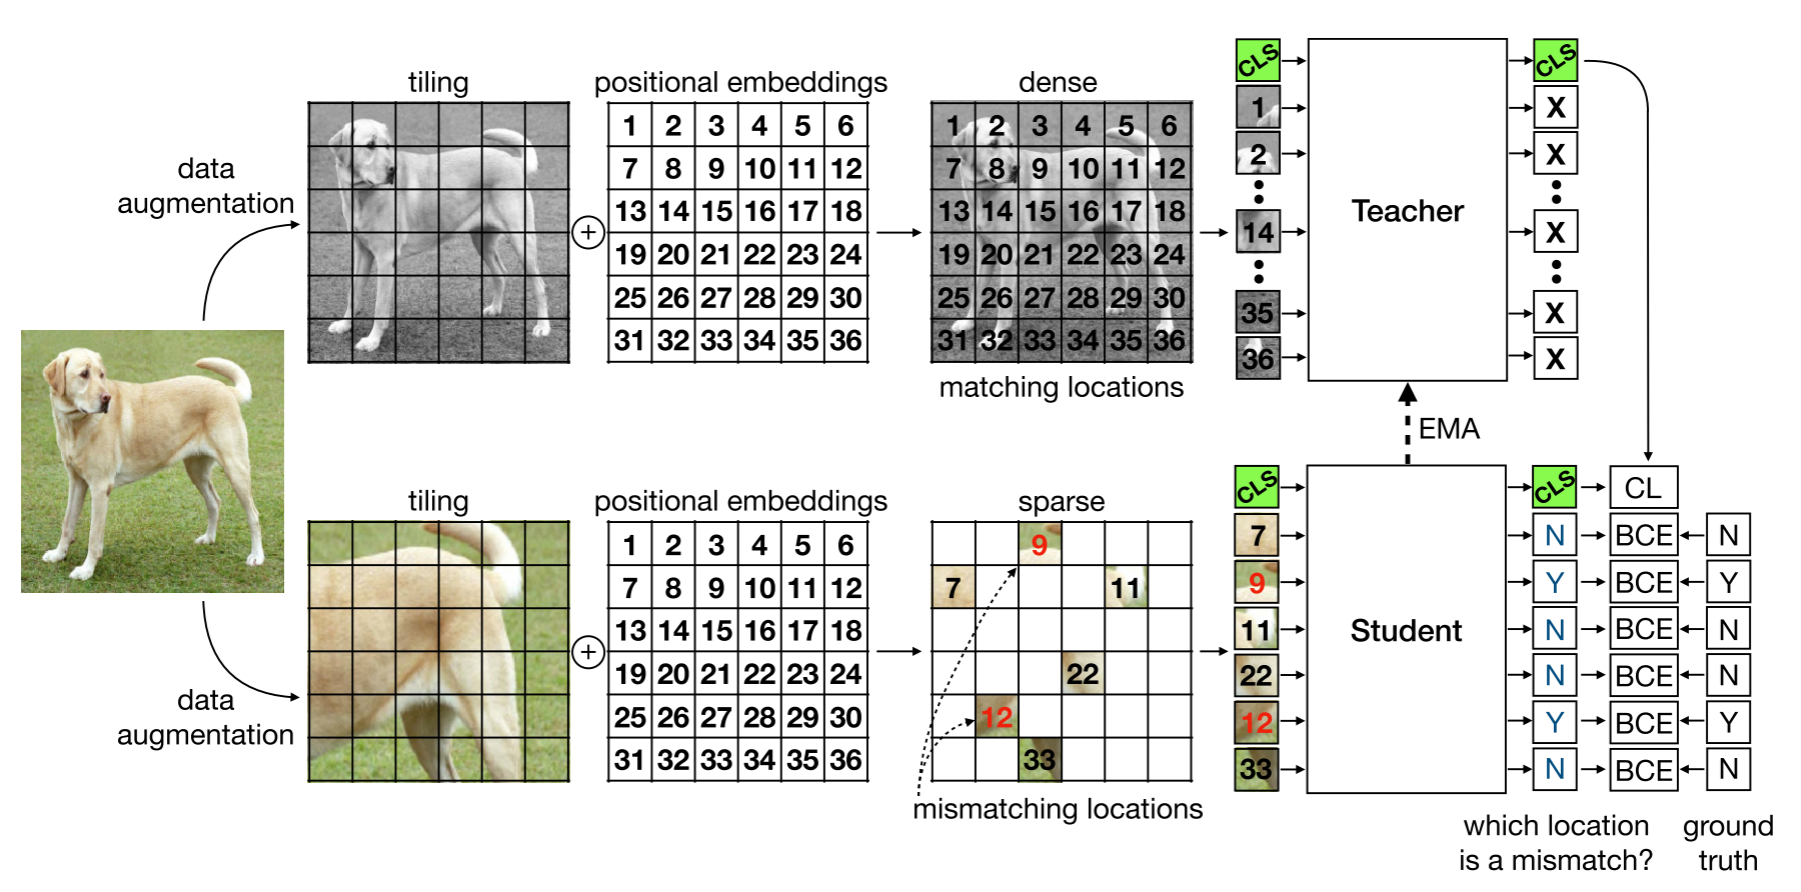 tiling
positional embeddings
dense
data
augmentation
1 2 3 4 5 6
7 8 9 10 11 12
13 14 15 16 17 18
19 20 21 22 23 24
25 26 27 28 29 30
31 32 33 34 35 36
+
1 2 3 4 5 6
7 8 9 10 11 12
13 14 15 16 17 18
19 20 21 22 23 24
25 26 27 28 29 30
31 32 33 34 35 36
matching locations
CLS
1
2
14
35
36
Teacher
CLS
X
X
X
X
X
EMA
tiling
positional embeddings
sparse
data
augmentation
1 2 3 4 5 6
7 8 9 10 11 12
13 14 15 16 17 18
19 20 21 22 23 24
25 26 27 28 29 30
31 32 33 34 35 36
+
9
7 11
22
12
33
mismatching locations
CLS
7
9
11
22
12
33
Student
CLS CL
N BCE N
Y BCE Y
N BCE N
N BCE N
Y BCE Y
N BCE N
which location
is a mismatch?
ground
truth